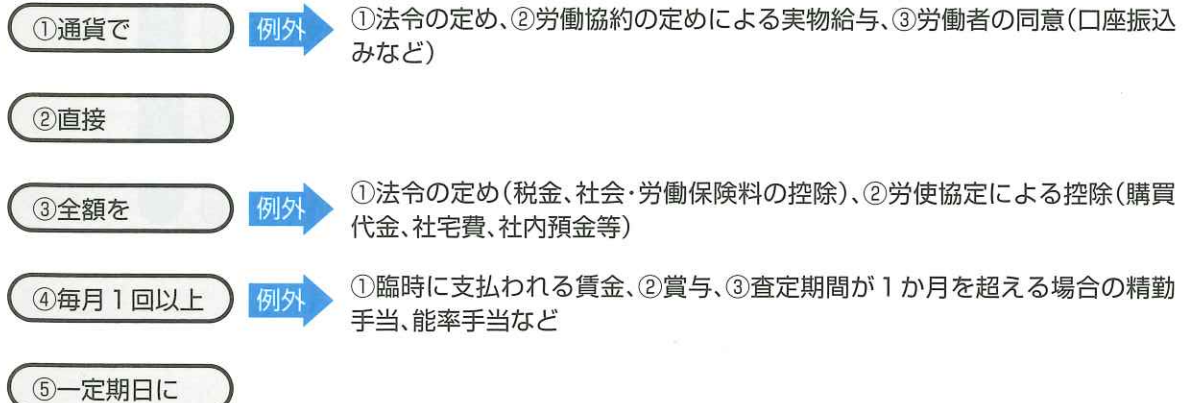 ①通貨で
例外
①法令の定め、②労働協約の定めによる実物給与、③労働者の同意(口座振込
みなど)
②直接
③全額を
例外
①法令の定め(税金、社会・労働保険料の控除)、②労使協定による控除(購買
代金、社宅費、社内預金等)
④毎月1回以上
例外
①臨時に支払われる賃金、②賞与、③査定期間が1か月を超える場合の精勤
手当、能率手当など
⑤一定期日に